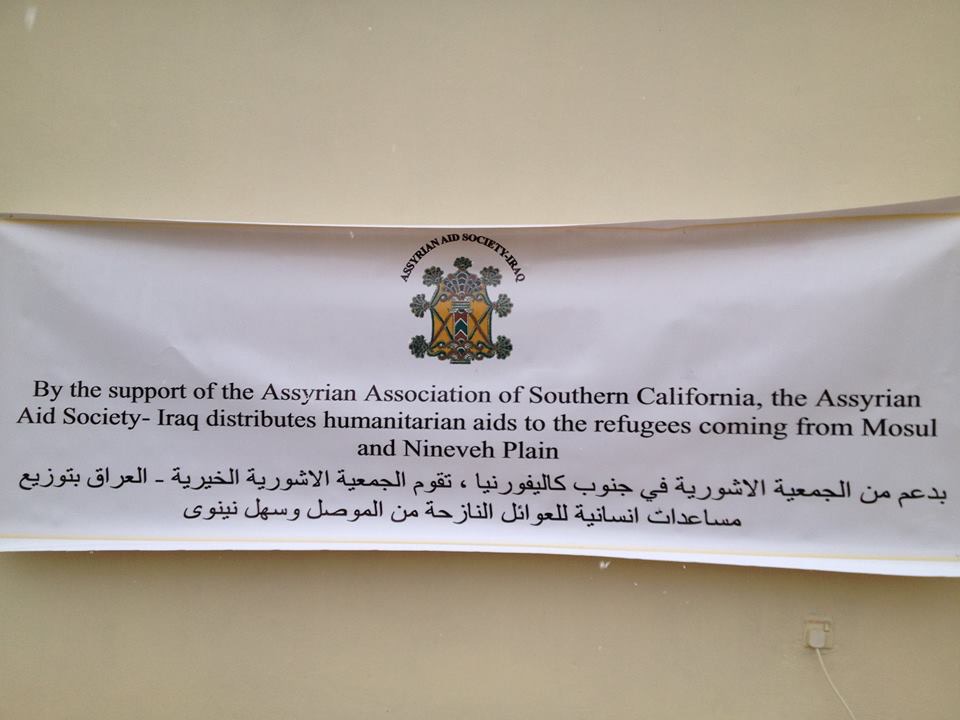 ASSYRIAN AID SOCIETY-IRAQ
By the support of the Assyrian Association of Southern California, the Assyrian
Aid Society- Iraq distributes humanitarian aids to the refugees coming from Mosul
and Nineveh Plain
بدعم من الجمعية الاشورية في جنوب كاليفورنيا ، تقوم الجمعية الاشورية الخيرية - العراق بتوزيع
مساعدات انسانية للعوائل النازحة من الموصل وسهل نينوى